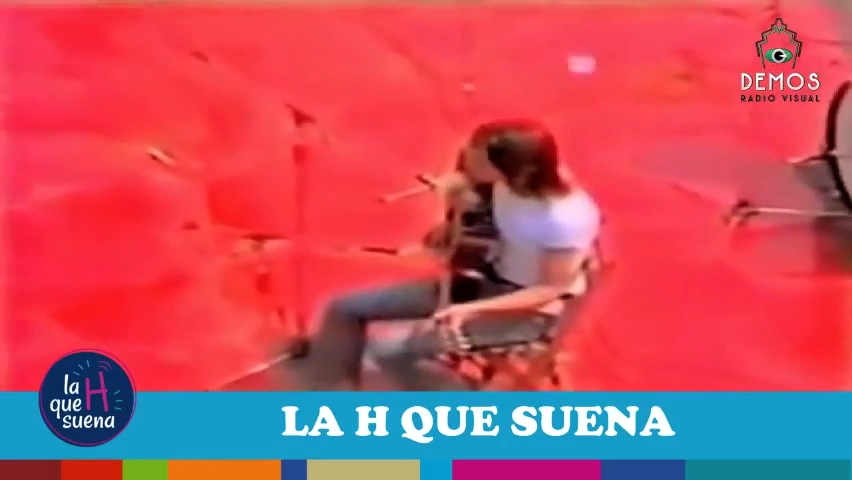 DEMOS
RADIO VISUAL
la H
que
suena
LA H QUE SUENA